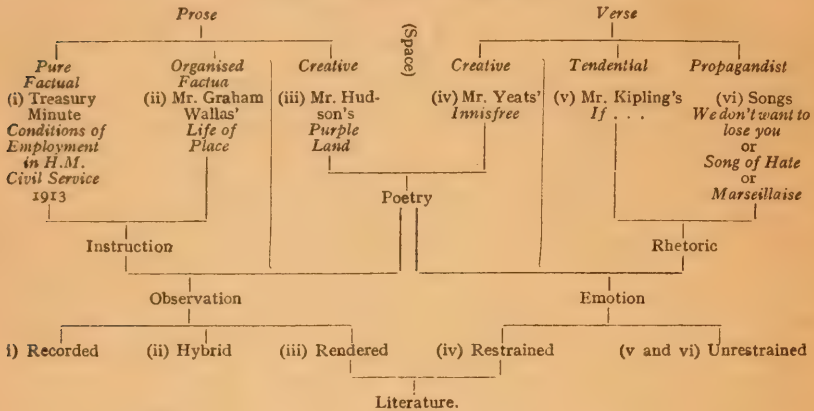 Prose
Verse
(Space)
Pure
Factual
(i) Treasury
Minute
Conditions of
Employment
in H.M.
Civil Service
1913
Organised
Factua
(ii) Mr. Graham
Wallas'
Life of
Place
Creative
(iii) Mr. Hud-
son's
Purple
Land
Creative
(iv) Mr. Yeats'
Innisfree
Tendential
(v) Mr. Kipling's
If . . .
Propagandist
(vi) Songs
We don't want to
lose you
or
Song of Hate
or
Marseillaise
Poetry
Instruction
Rhetoric
Observation
Emotion
i) Recorded
(ii) Hybrid
(iii) Rendered
(iv) Restrained
(v and vi) Unrestrained
Literature.